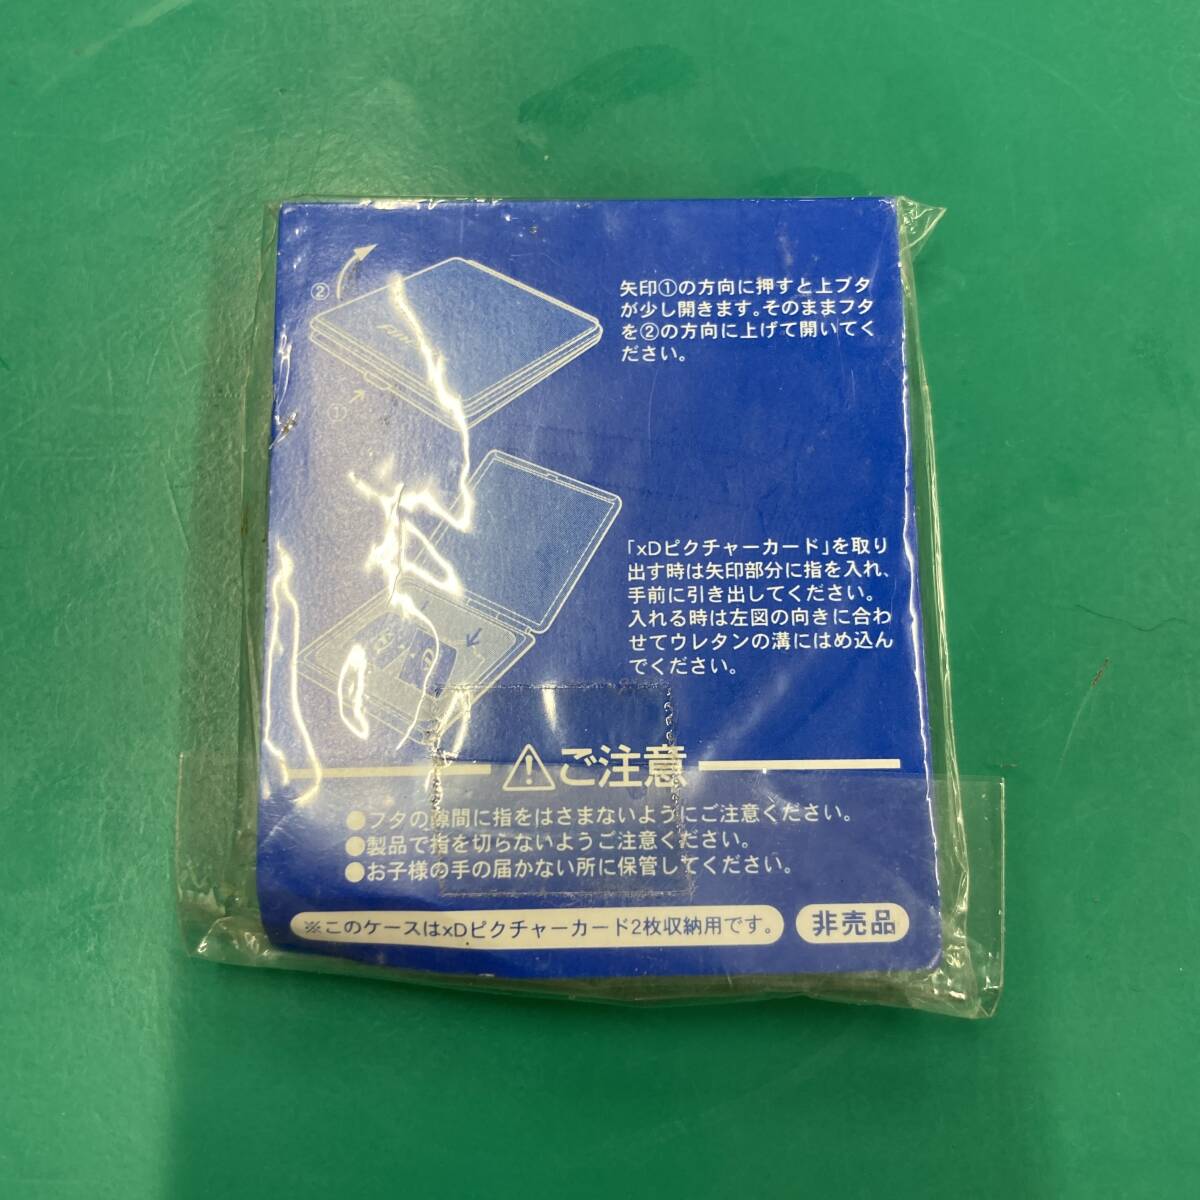 ②
①
矢印①の方向に押すと上ブタ
が少し開きます。そのままフタ
を②の方向に上げて開いてく
ださい。
「xDピクチャーカード」を取り
出す時は矢印部分に指を入れ、
手前に引き出してください。
入れる時は左図の向きに合わ
せてウレタンの溝にはめ込ん
でください。
ご注意
●フタの隙間に指をはさまないようにご注意ください。
●製品で指を切らないようご注意ください。
●お子様の手の届かない所に保管してください。
※このケースはxDピクチャーカード2枚収納用です。
非売品